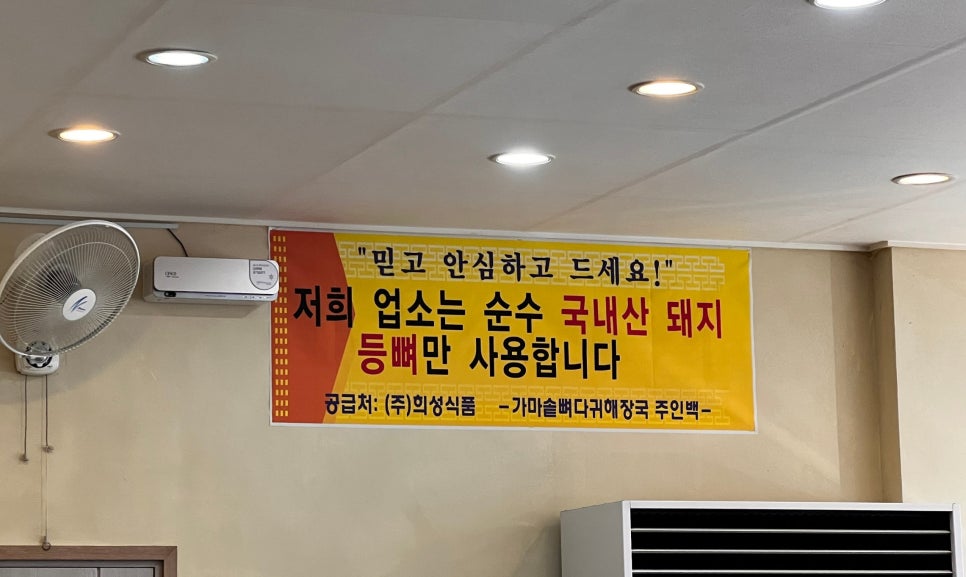 "믿고 안심하고 드세요!"
저희 업소는 순수 국내산 돼지
등뼈만 사용합니다
공급처: (주)희성식품 -가마솥뼈다귀해장국 주인백-